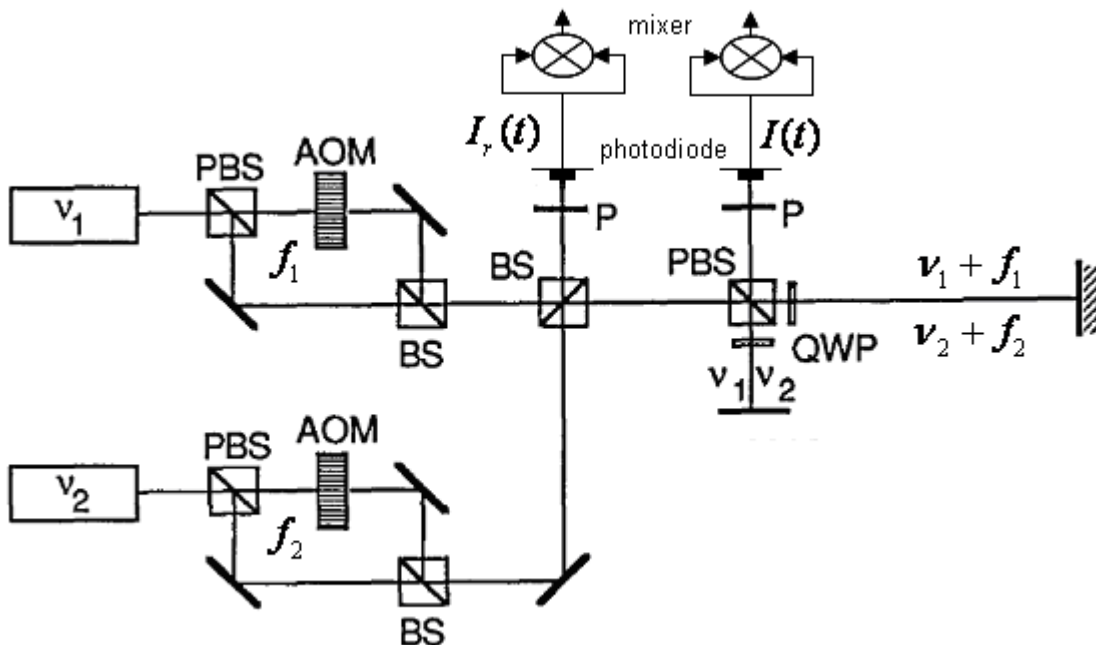 mixer
I_r(t)
photodiode
I(t)
PBS
AOM
P
P
ν₁
f₁
BS
PBS
ν₁ + f₁
BS
QWP
ν₂ + f₂
ν₁ ν₂
PBS
AOM
ν₂
f₂
BS